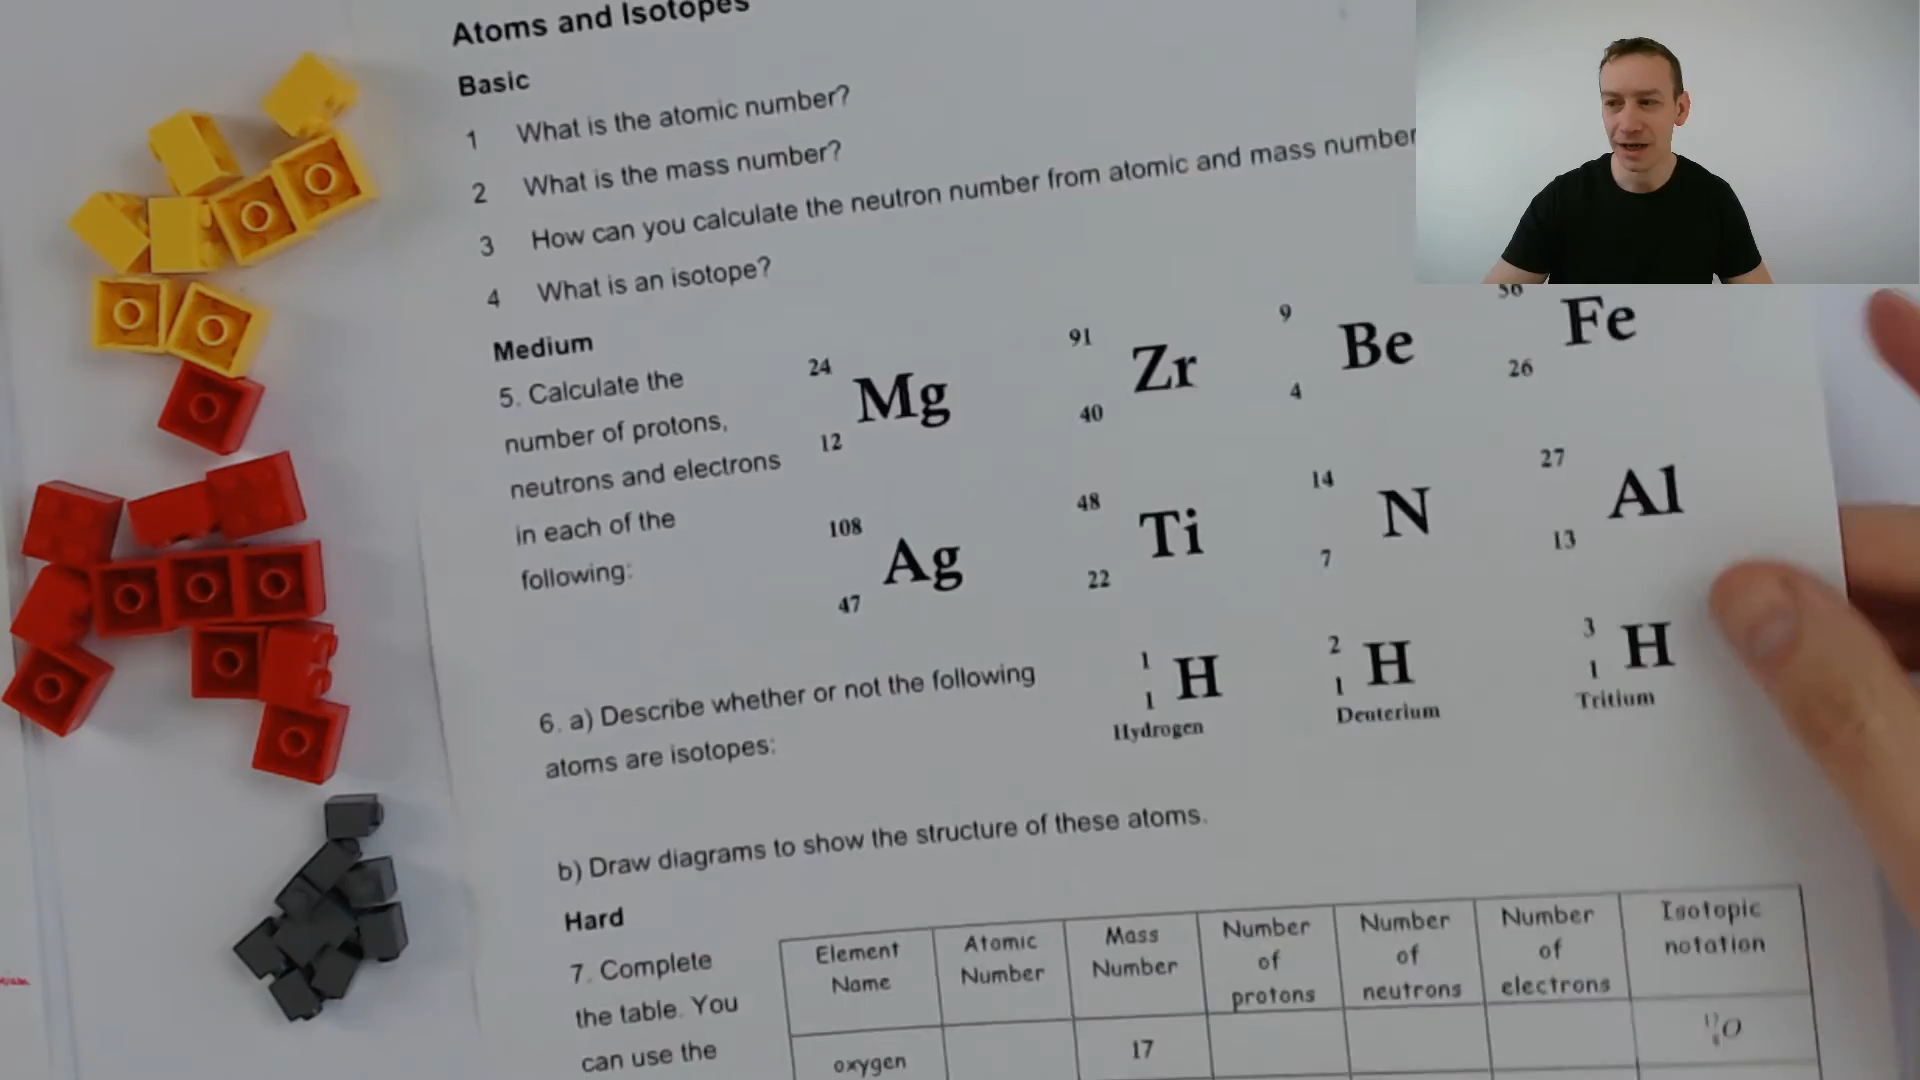 Atoms and Isotopes
Basic
1 What is the atomic number?
2 What is the mass number?
3 How can you calculate the neutron number from atomic and mass number
4 What is an isotope?
Medium
5. Calculate the
number of protons,
neutrons and electrons
in each of the
following:
24
12
Mg
91
40
Zr
9
4
Be
56
26
Fe
108
47
Ag
48
22
Ti
14
7
N
27
13
Al
6. a) Describe whether or not the following
atoms are isotopes:
1
1
H
Hydrogen
2
1
H
Deuterium
3
1
H
Tritium
b) Draw diagrams to show the structure of these atoms.
Hard
7. Complete
the table. You
can use the
Element
Name
Atomic
Number
Mass
Number
Number
of
protons
Number
of
neutrons
Number
of
electrons
Isotopic
notation
oxygen
17
17
8
O